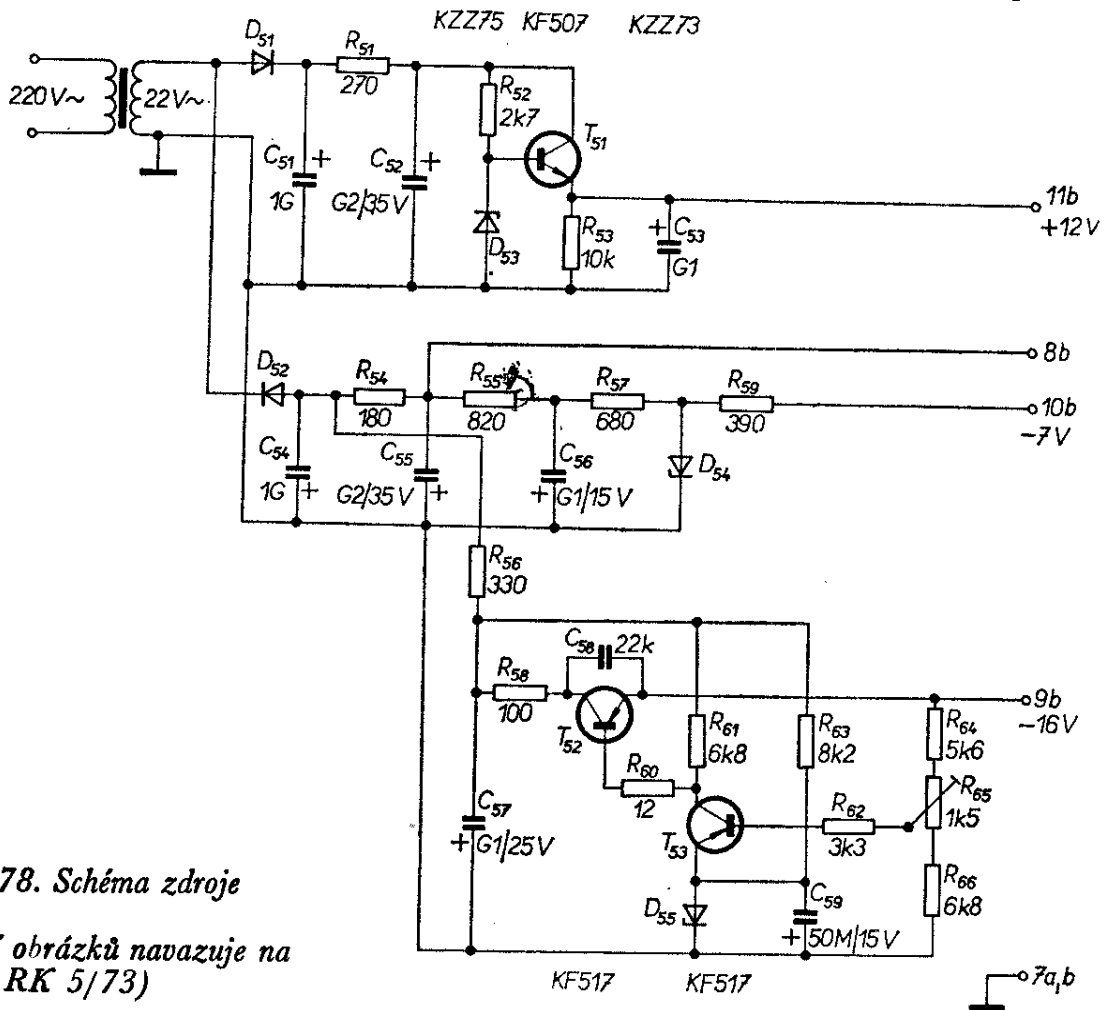 KZZ75 KF507 KZZ73
D51
R51
270
220V~
22V~
R52
2k7
T51
C51 +
1G
C52 +
G2/35V
D53
R53
10k
+ C53
G1
11b
+12V
8b
D52
R54
180
R55
820
R57
680
R59
390
10b
-7V
C54
1G +
C55
G2/35V +
C56
+ G1/15V
D54
R56
330
C58 22k
R58
100
T52
R61
6k8
R63
8k2
9b
-16V
R64
5k6
R60
12
R65
1k5
C57
+ G1/25V
T53
R62
3k3
R66
6k8
D55
C59
+ 50M/15V
78. Schéma zdroje
obrázků navazuje na
RK 5/73)
KF517 KF517
7a,b